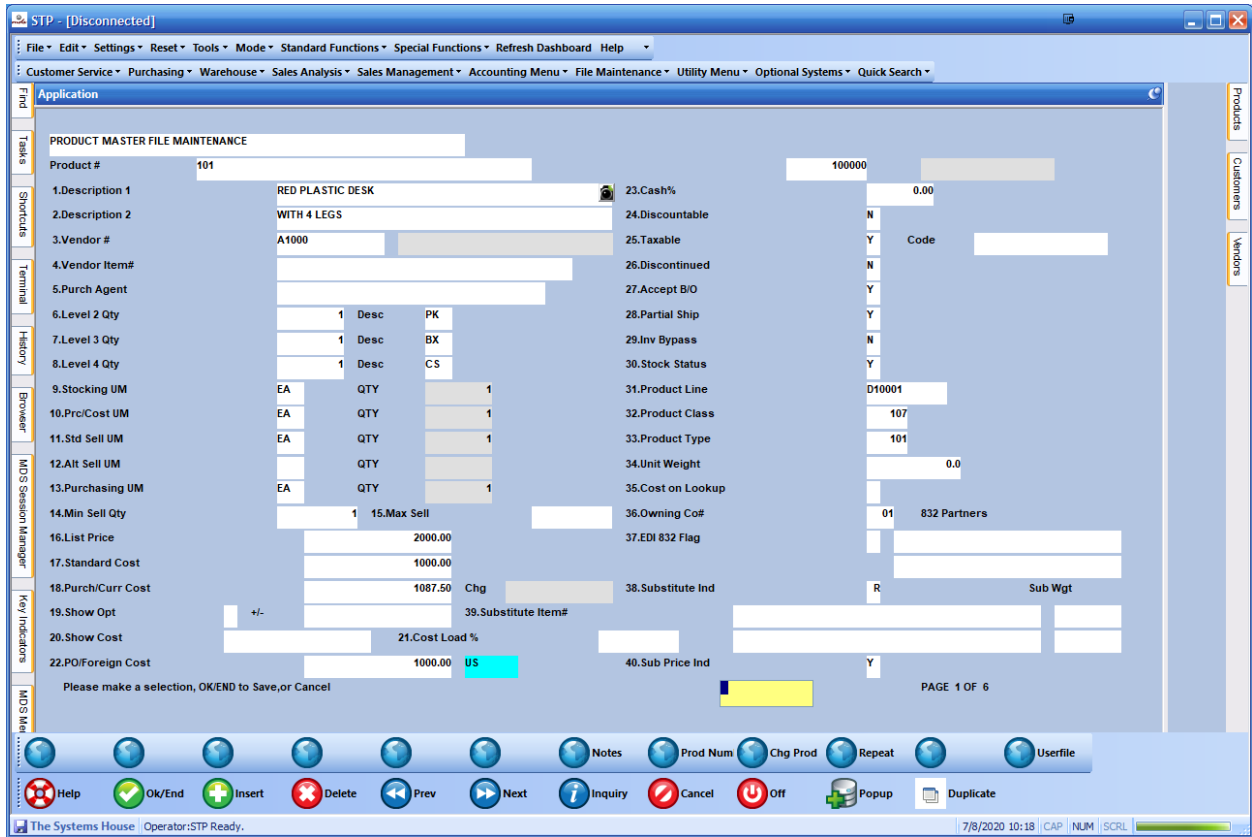 STP - [Disconnected]
File Edit Settings Reset Tools Mode Standard Functions Special Functions Refresh Dashboard Help
Customer Service Purchasing Warehouse Sales Analysis Sales Management Accounting Menu File Maintenance Utility Menu Optional Systems Quick Search
Find
Tasks
Shortcuts
Terminal
History
Browser
MDS Session Manager
Key Indicators
MDS Me
Application
PRODUCT MASTER FILE MAINTENANCE
Product # 101 100000
1.Description 1 RED PLASTIC DESK 23.Cash% 0.00
2.Description 2 WITH 4 LEGS 24.Discountable N
3.Vendor # A1000 25.Taxable Y Code
4.Vendor Item# 26.Discontinued N
5.Purch Agent 27.Accept B/O Y
6.Level 2 Qty 1 Desc PK 28.Partial Ship Y
7.Level 3 Qty 1 Desc BX 29.Inv Bypass N
8.Level 4 Qty 1 Desc CS 30.Stock Status Y
9.Stocking UM EA QTY 1 31.Product Line D10001
10.Prc/Cost UM EA QTY 1 32.Product Class 107
11.Std Sell UM EA QTY 1 33.Product Type 101
12.Alt Sell UM QTY 34.Unit Weight 0.0
13.Purchasing UM EA QTY 1 35.Cost on Lookup
14.Min Sell Qty 1 15.Max Sell 36.Owning Co# 01 832 Partners
16.List Price 2000.00 37.EDI 832 Flag
17.Standard Cost 1000.00
18.Purch/Curr Cost 1087.50 Chg 38.Substitute Ind R Sub Wgt
19.Show Opt +/- 39.Substitute Item#
20.Show Cost 21.Cost Load %
22.PO/Foreign Cost 1000.00 US 40.Sub Price Ind Y
Please make a selection, OK/END to Save,or Cancel PAGE 1 OF 6
Products
Customers
Vendors
Notes Prod Num Chg Prod Repeat Userfile
Help Ok/End Insert Delete Prev Next Inquiry Cancel Off Popup Duplicate
The Systems House Operator:STP Ready. 7/8/2020 10:18 CAP NUM SCRL